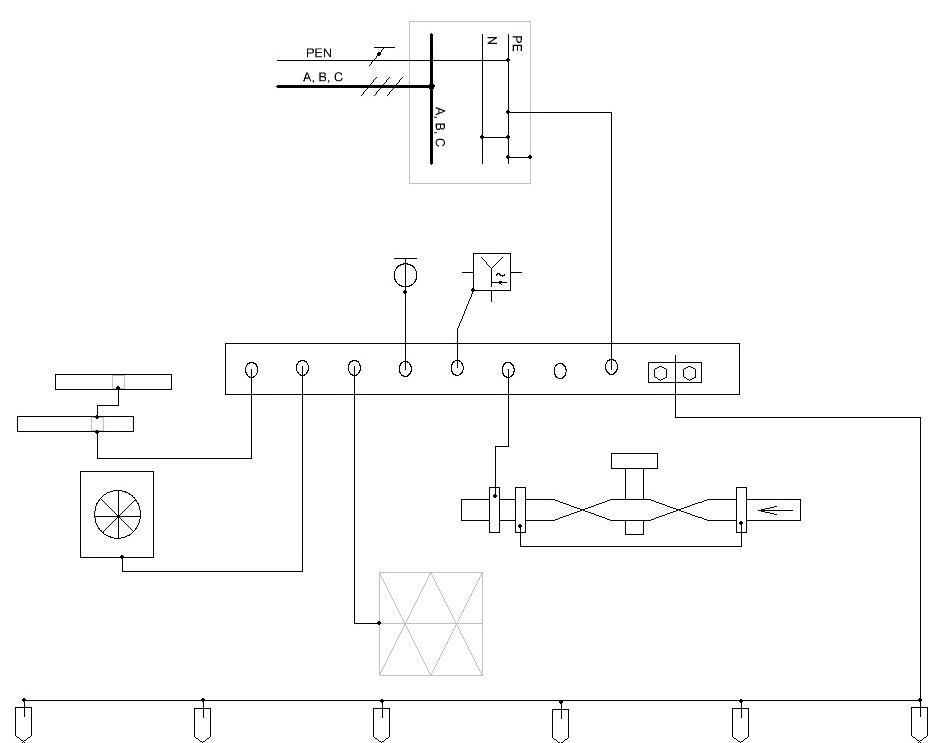 PEN
A, B, C
N
PE
A, B, C